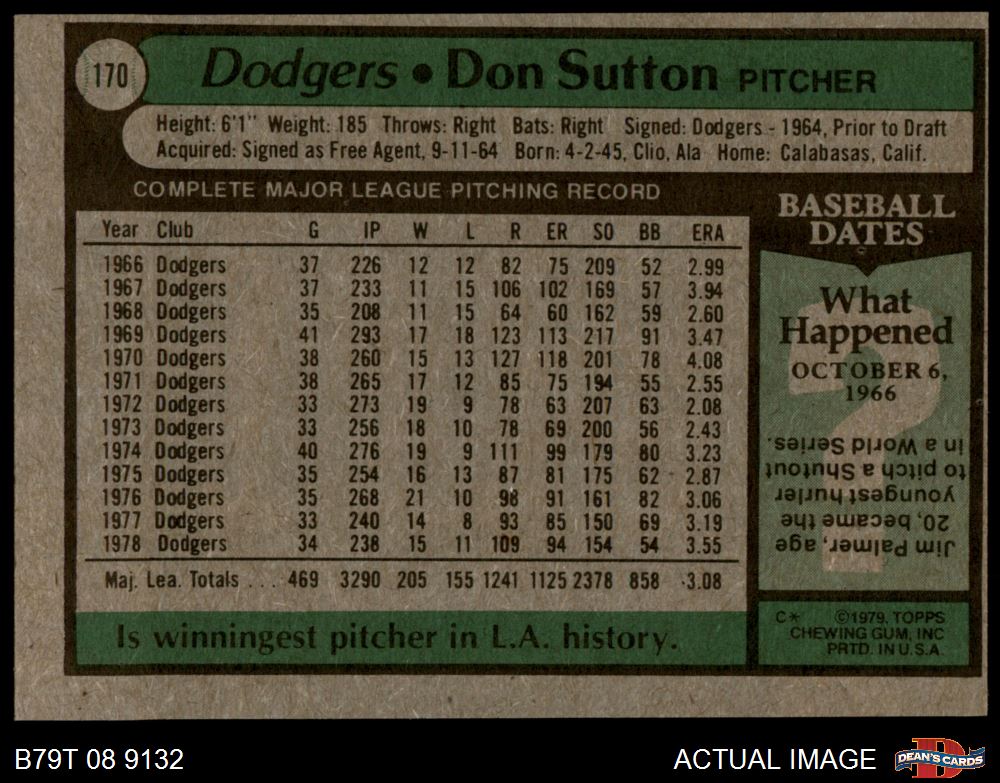 170
Dodgers • Don Sutton PITCHER
Height: 6'1" Weight: 185 Throws: Right Bats: Right Signed: Dodgers - 1964, Prior to Draft
Acquired: Signed as Free Agent, 9-11-64 Born: 4-2-45, Clio, Ala Home: Calabasas, Calif.
COMPLETE MAJOR LEAGUE PITCHING RECORD
Year Club G IP W L R ER SO BB ERA
1966 Dodgers 37 226 12 12 82 75 209 52 2.99
1967 Dodgers 37 233 11 15 106 102 169 57 3.94
1968 Dodgers 35 208 11 15 64 60 162 59 2.60
1969 Dodgers 41 293 17 18 123 113 217 91 3.47
1970 Dodgers 38 260 15 13 127 118 201 78 4.08
1971 Dodgers 38 265 17 12 85 75 194 55 2.55
1972 Dodgers 33 273 19 9 78 63 207 63 2.08
1973 Dodgers 33 256 18 10 78 69 200 56 2.43
1974 Dodgers 40 276 19 9 111 99 179 80 3.23
1975 Dodgers 35 254 16 13 87 81 175 62 2.87
1976 Dodgers 35 268 21 10 98 91 161 82 3.06
1977 Dodgers 33 240 14 8 93 85 150 69 3.19
1978 Dodgers 34 238 15 11 109 94 154 54 3.55
Maj. Lea. Totals . . . 469 3290 205 155 1241 1125 2378 858 3.08
Is winningest pitcher in L.A. history.
BASEBALL
DATES
What
Happened
OCTOBER 6,
1966
Jim Palmer, age
20, became the
youngest hurler
to pitch a Shutout
in a World Series.
C* ©1979, TOPPS
CHEWING GUM, INC
PRTD. IN U.S.A.
B79T 08 9132
ACTUAL IMAGE
DEAN'S CARDS